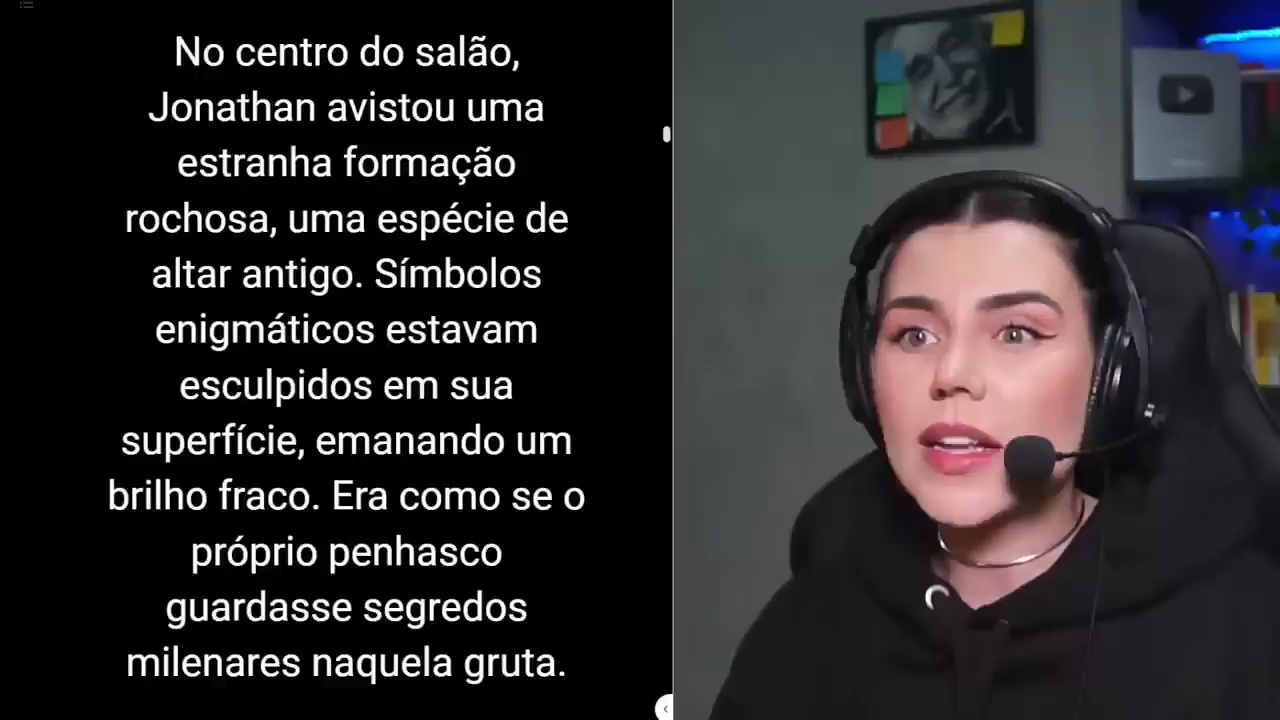 No centro do salão,
Jonathan avistou uma
estranha formação
rochosa, uma espécie de
altar antigo. Símbolos
enigmáticos estavam
esculpidos em sua
superfície, emanando um
brilho fraco. Era como se o
próprio penhasco
guardasse segredos
milenares naquela gruta.